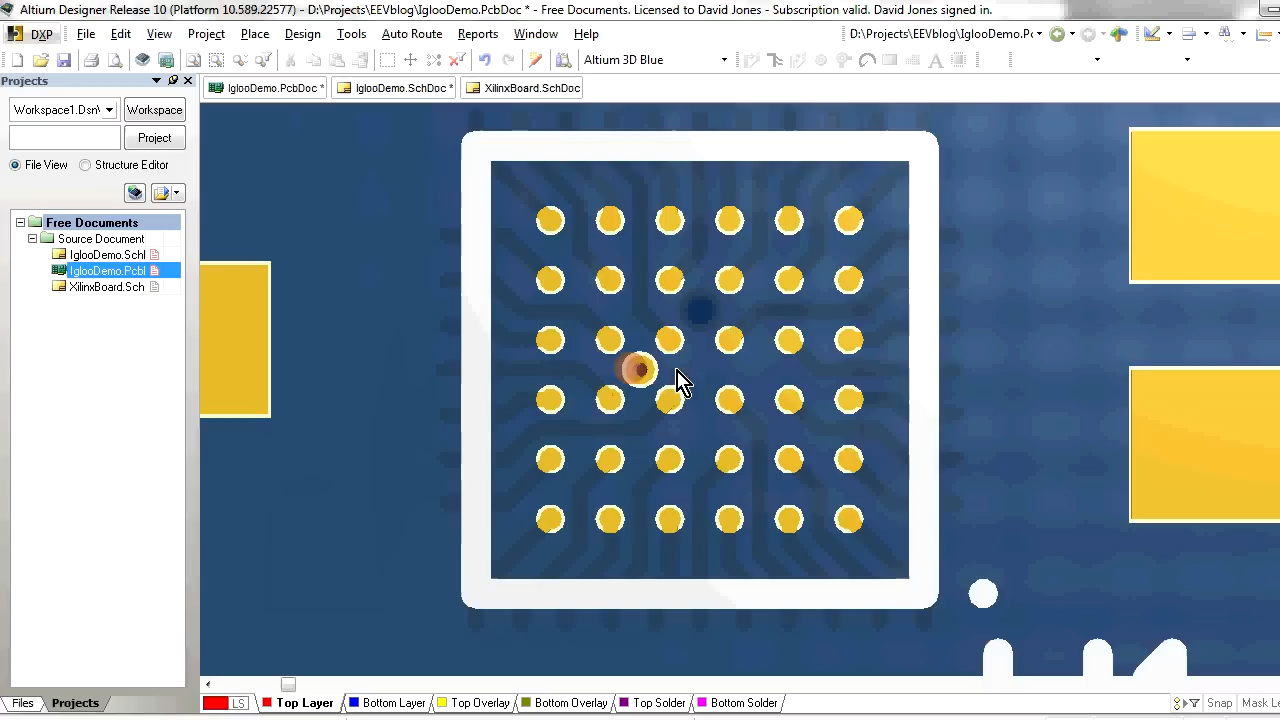 Altium Designer Release 10 (Platform 10.589.22577) - D:\Projects\EEVblog\IglooDemo.PcbDoc * - Free Documents. Licensed to David Jones - Subscription valid. David Jones signed in.
DXP File Edit View Project Place Design Tools Auto Route Reports Window Help D:\Projects\EEVblog\IglooDemo.Pc
Altium 3D Blue
Projects
IglooDemo.PcbDoc * IglooDemo.SchDoc * XilinxBoard.SchDoc
Workspace1.Dsn Workspace
Project
File View Structure Editor
Free Documents
Source Document
IglooDemo.Schl
IglooDemo.Pcbl
XilinxBoard.Sch
Files Projects LS Top Layer Bottom Layer Top Overlay Bottom Overlay Top Solder Bottom Solder Snap Mask L